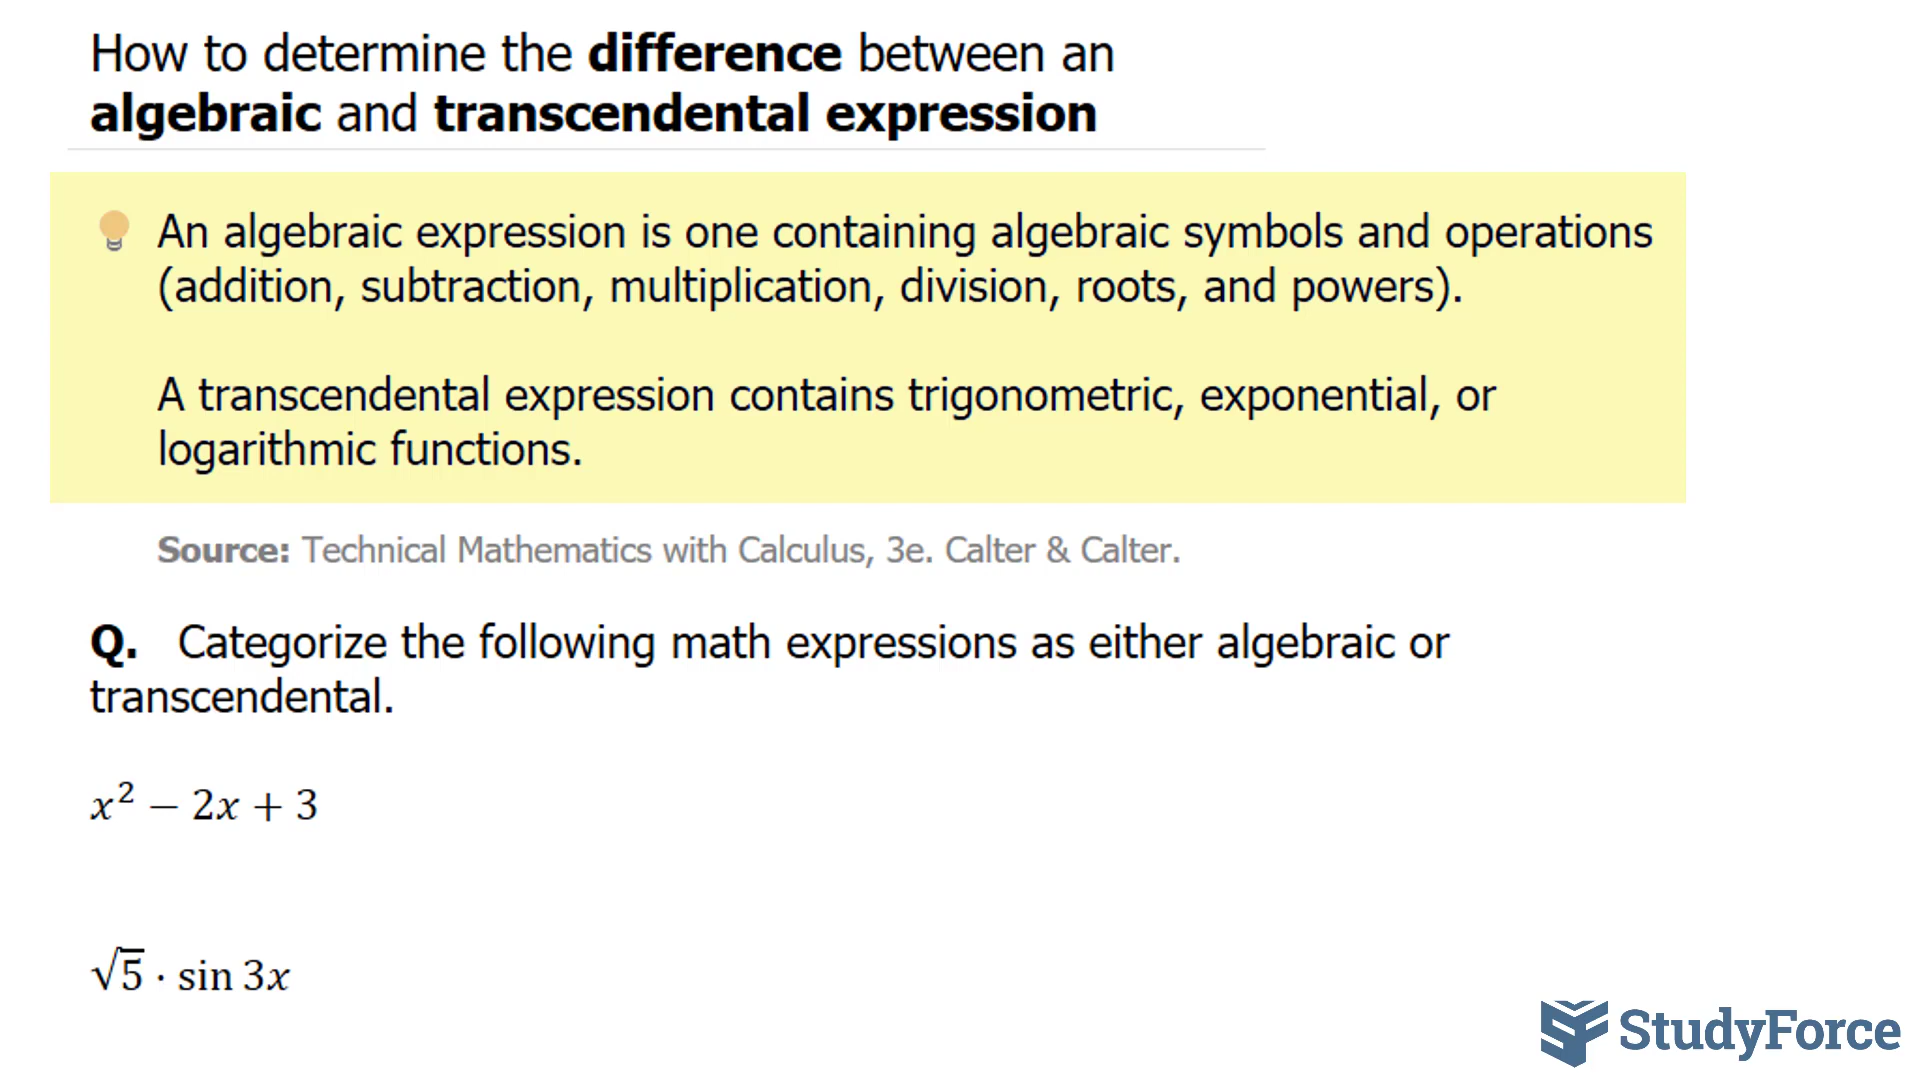 How to determine the difference between an
algebraic and transcendental expression
An algebraic expression is one containing algebraic symbols and operations
(addition, subtraction, multiplication, division, roots, and powers).
A transcendental expression contains trigonometric, exponential, or
logarithmic functions.
Source: Technical Mathematics with Calculus, 3e. Calter & Calter.
Q. Categorize the following math expressions as either algebraic or
transcendental.
x² − 2x + 3
√5 · sin 3x
StudyForce